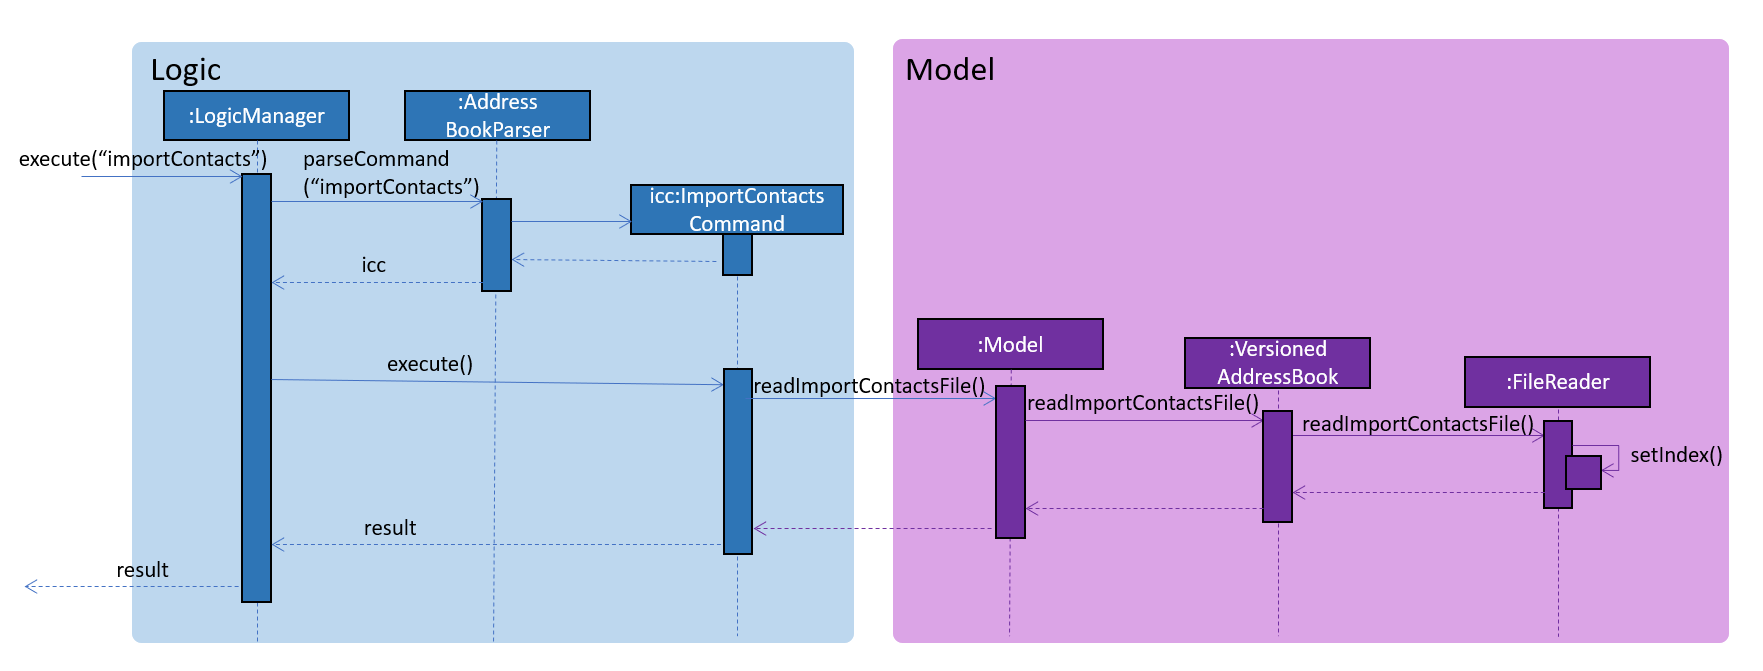 Logic
Model
:LogicManager
:Address
BookParser
execute(“importContacts”)
parseCommand
(“importContacts”)
icc:ImportContacts
Command
icc
:Model
:Versioned
AddressBook
:FileReader
execute()
readImportContactsFile()
readImportContactsFile()
readImportContactsFile()
setIndex()
result
result